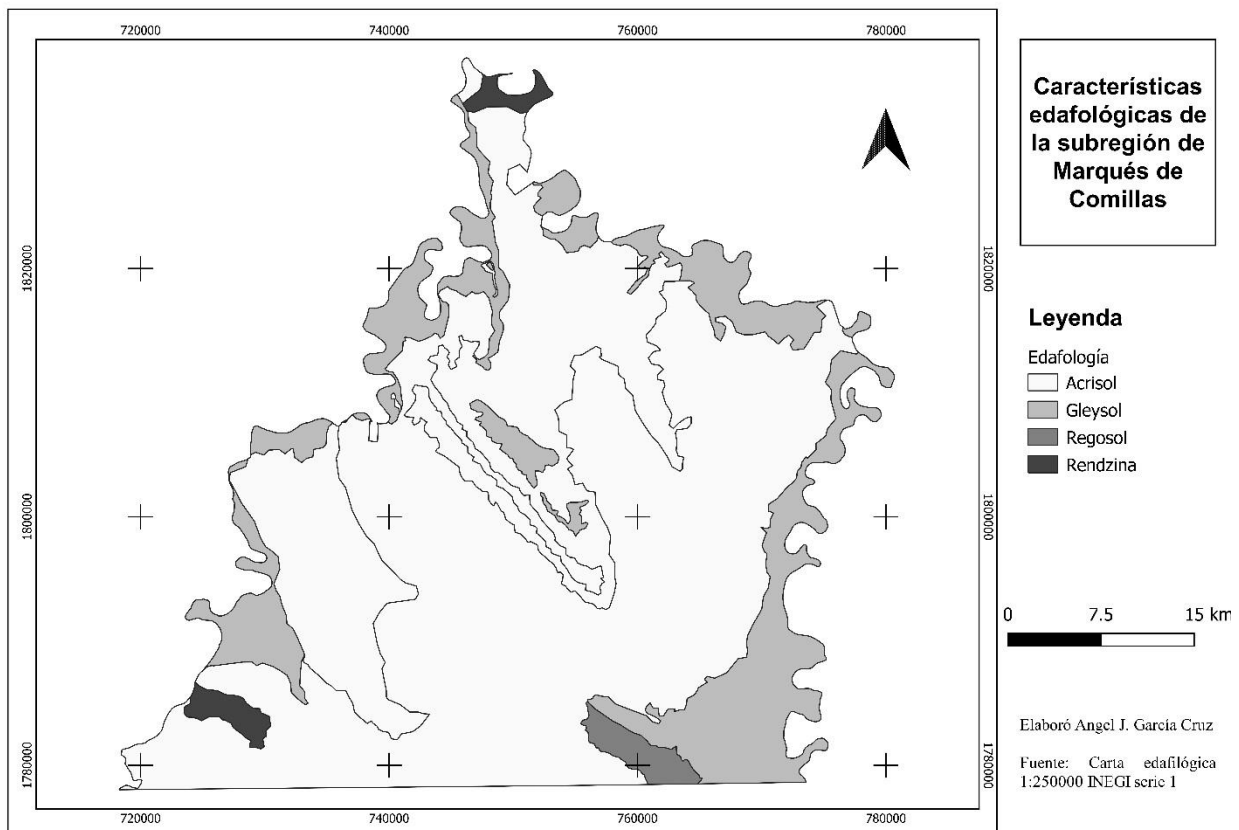 720000
740000
760000
780000
1820000
1820000
1800000
1800000
1780000
1780000
720000
740000
760000
780000
Características
edafológicas de
la subregión de
Marqués de
Comillas
Leyenda
Edafología
Acrisol
Gleysol
Regosol
Rendzina
0 7.5 15 km
Elaboró Angel J. García Cruz
Fuente: Carta edafilógica
1:250000 INEGI serie 1